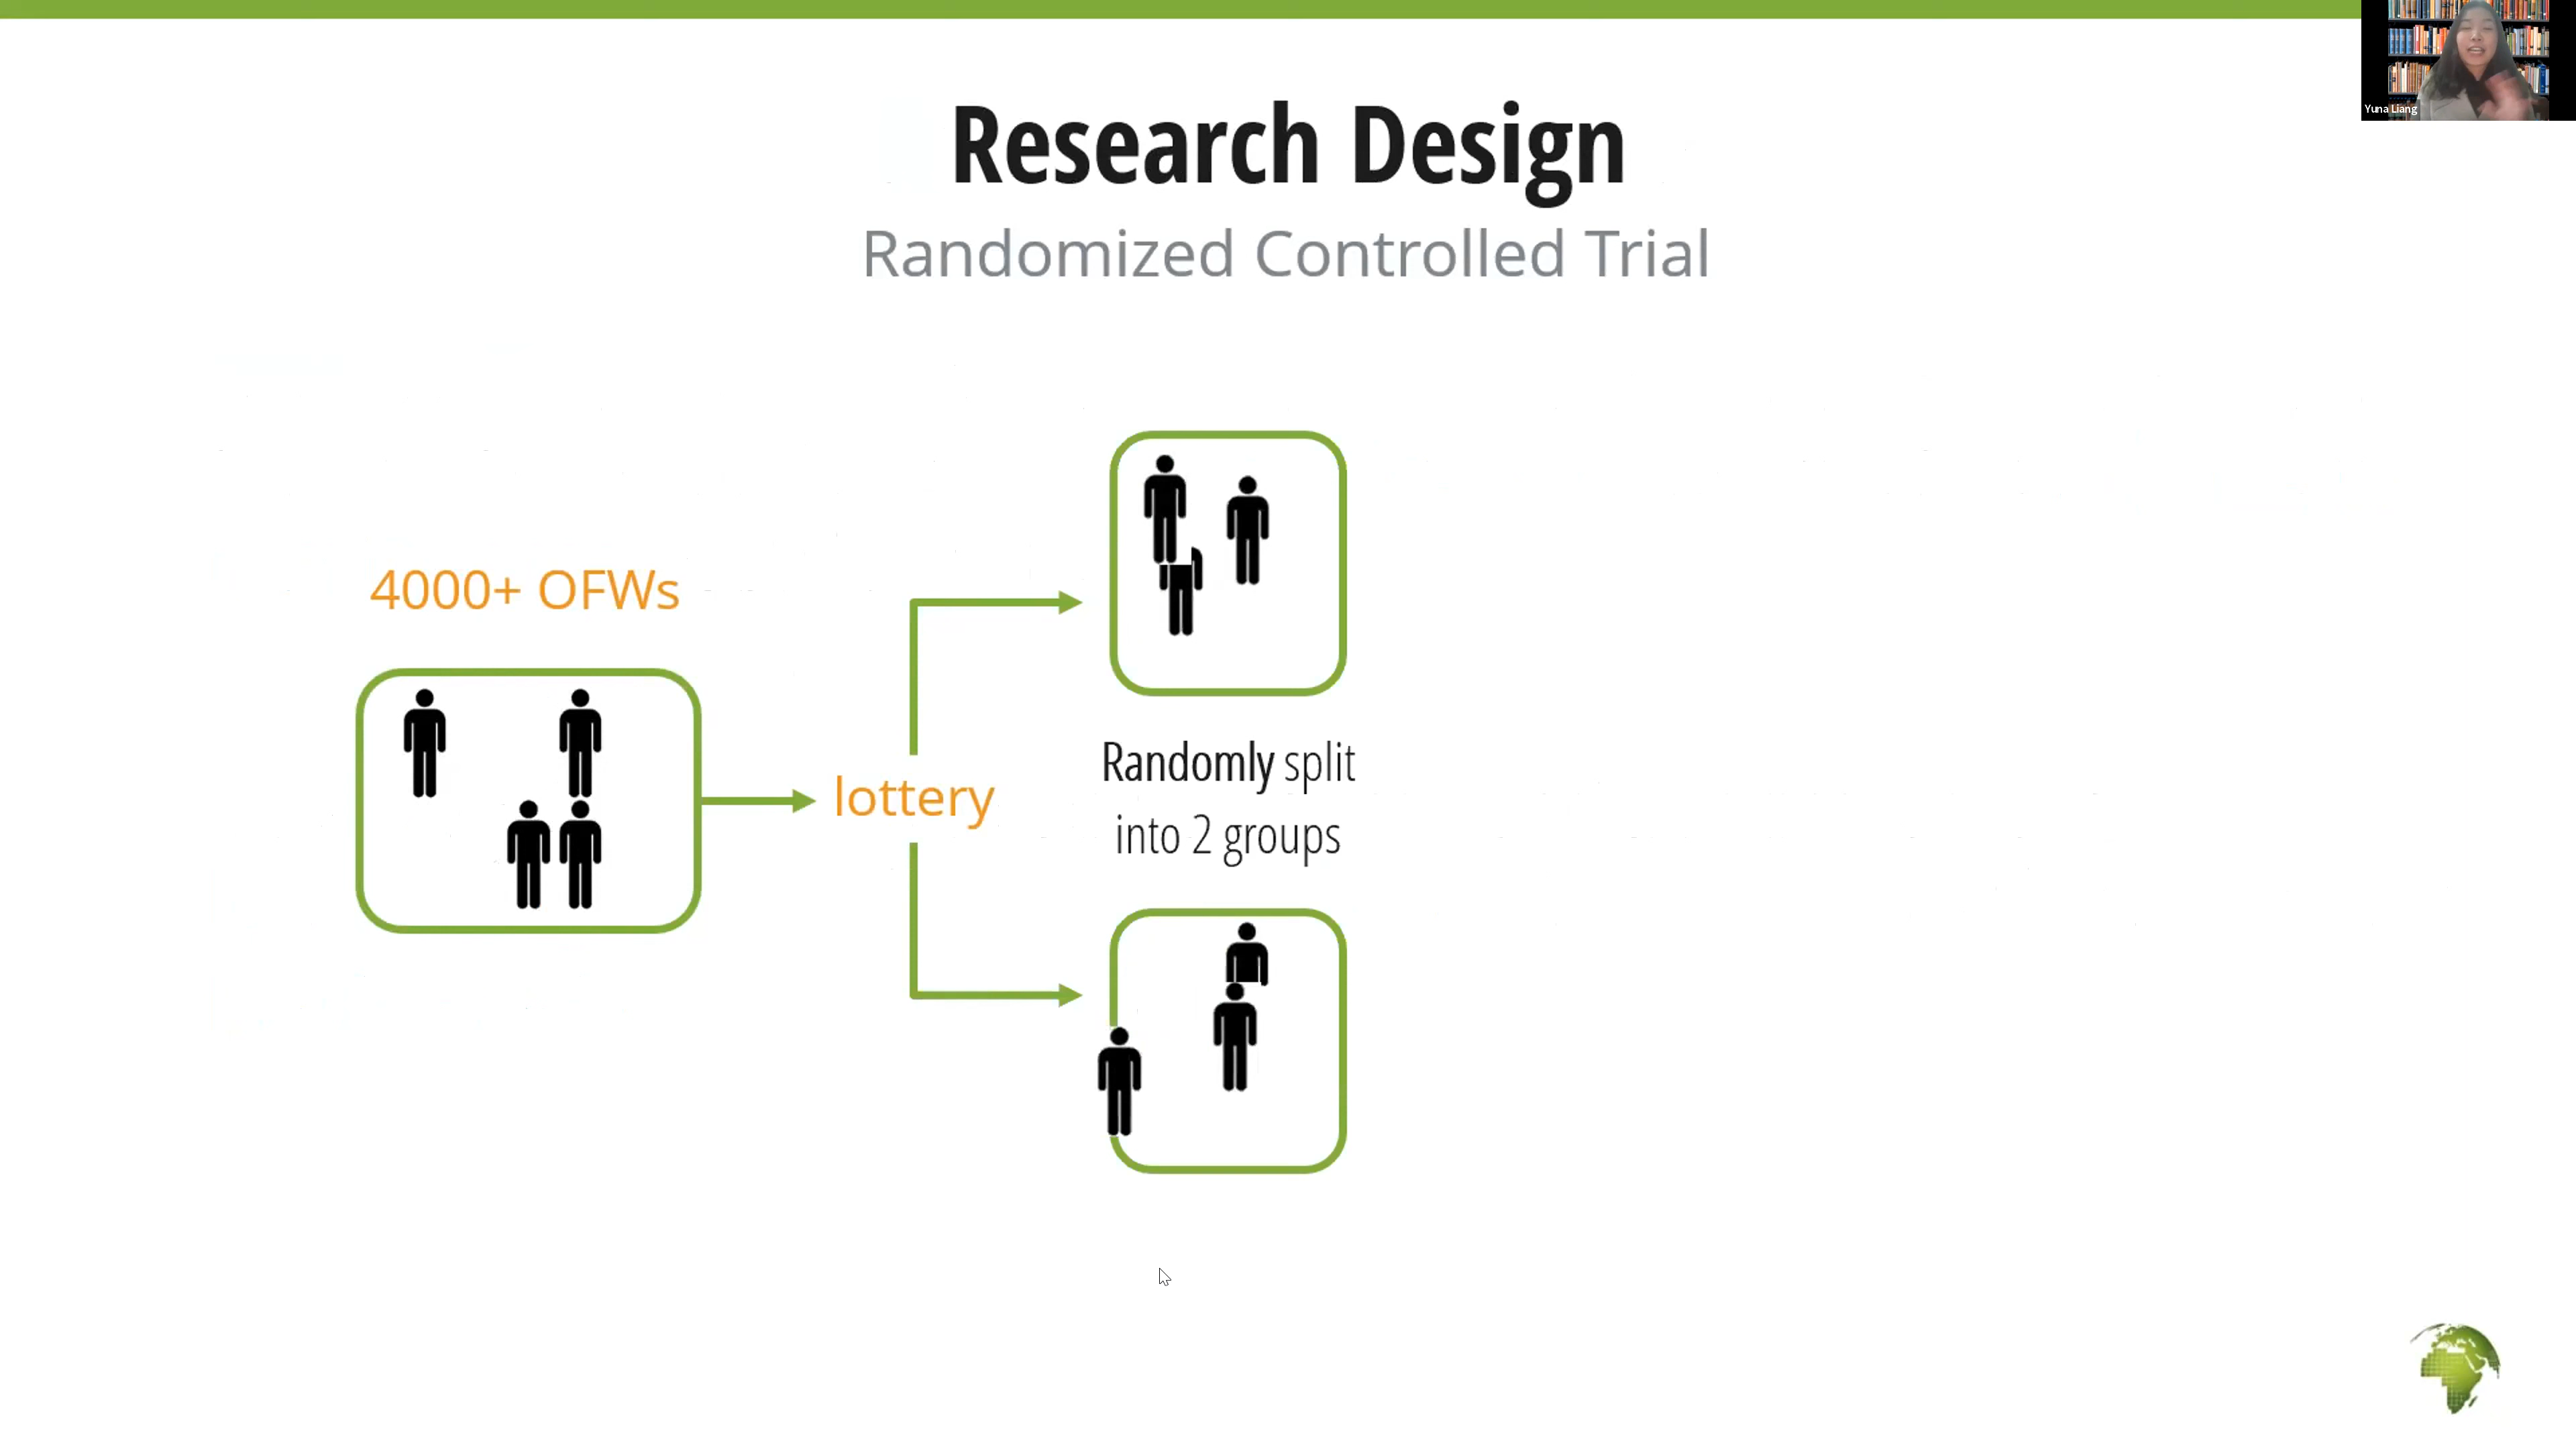 Yuna Liang
Research Design
Randomized Controlled Trial
4000+ OFWs
lottery
Randomly split
into 2 groups